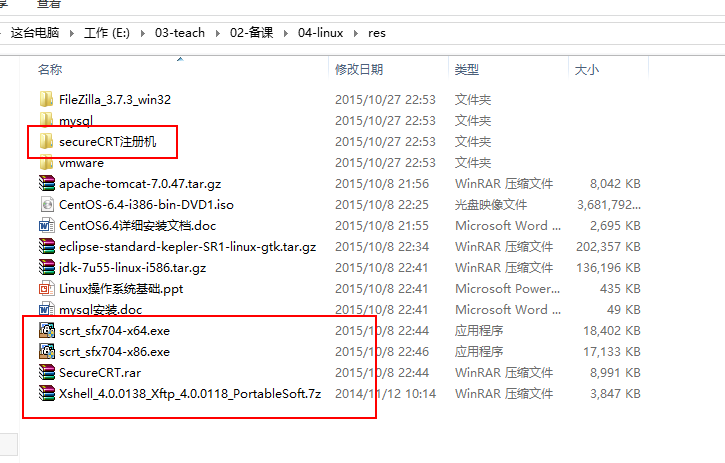 查看
这台电脑 工作 (E:) 03-teach 02-备课 04-linux res
名称 修改日期 类型 大小
FileZilla_3.7.3_win32 2015/10/27 22:53 文件夹
mysql 2015/10/27 22:53 文件夹
secureCRT注册机 2015/10/27 22:53 文件夹
vmware 2015/10/27 22:53 文件夹
apache-tomcat-7.0.47.tar.gz 2015/10/8 21:56 WinRAR 压缩文件 8,042 KB
CentOS-6.4-i386-bin-DVD1.iso 2015/10/8 22:41 光盘映像文件 3,681,792...
CentOS6.4详细安装文档.doc 2015/10/8 21:55 Microsoft Word ... 2,695 KB
eclipse-standard-kepler-SR1-linux-gtk.tar.gz 2015/10/8 22:34 WinRAR 压缩文件 202,357 KB
jdk-7u55-linux-i586.tar.gz 2015/10/8 22:41 WinRAR 压缩文件 136,196 KB
Linux操作系统基础.ppt 2015/10/8 22:41 Microsoft Power... 435 KB
mysql安装.doc 2015/10/8 22:41 Microsoft Word ... 49 KB
scrt_sfx704-x64.exe 2015/10/8 22:44 应用程序 18,402 KB
scrt_sfx704-x86.exe 2015/10/8 22:46 应用程序 17,133 KB
SecureCRT.rar 2015/10/8 22:44 WinRAR 压缩文件 8,991 KB
Xshell_4.0.0138_Xftp_4.0.0118_PortableSoft.7z 2014/11/12 10:14 WinRAR 压缩文件 3,847 KB